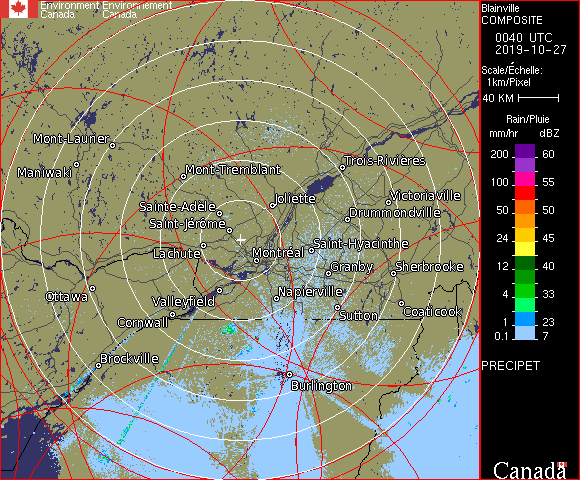 Environment Environnement
Canada Canada
Blainville
COMPOSITE
0040 UTC
2019-10-27
Scale/Échelle:
1km/Pixel
40 KM
Rain/Pluie
mm/hr dBZ
200 60
100 55
50 50
24 45
12 40
4 33
1 23
0.1 7
PRECIPET
Canada
Mont-Laurier
Maniwaki
Mont-Tremblant
Trois-Rivières
Joliette
Victoriaville
Sainte-Adèle
Drummondville
Saint-Jérôme
Saint-Hyacinthe
Lachute
Montréal
Granby
Sherbrooke
Ottawa
Valleyfield
Napierville
Cornwall
Sutton
Coaticook
Brockville
Burlington